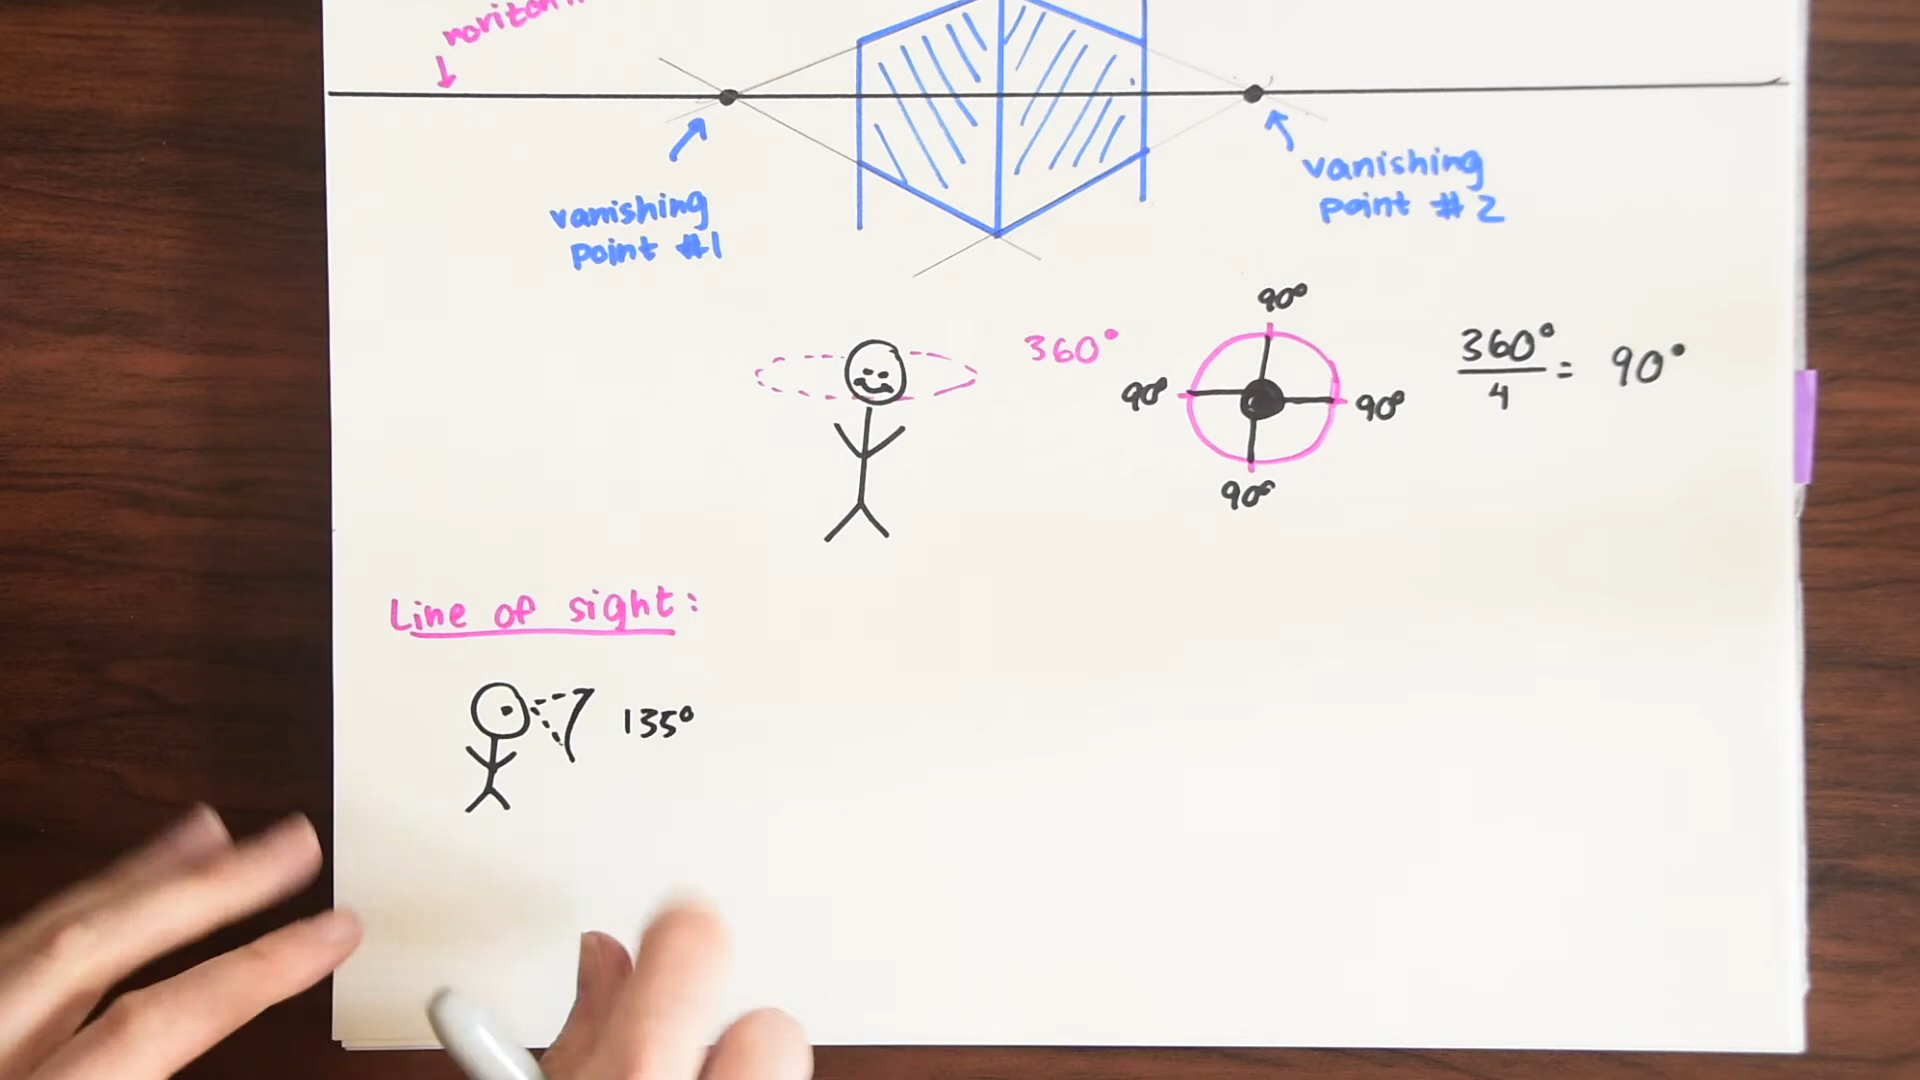 vanishing
point #1
vanishing
point #2
360°
90°
90°
90°
90°
360°
4
= 90°
Line of sight:
135°